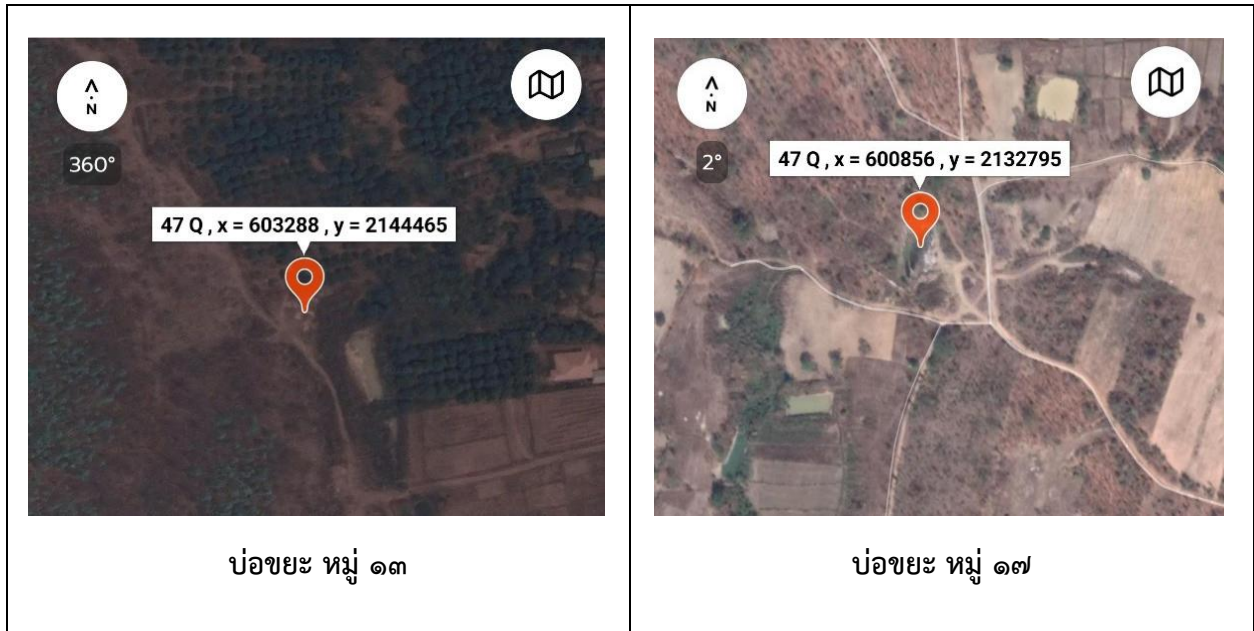 N
360°
47 Q , x = 603288 , y = 2144465
บ่อขยะ หมู่ ๑๓
N
2°
47 Q , x = 600856 , y = 2132795
บ่อขยะ หมู่ ๑๗